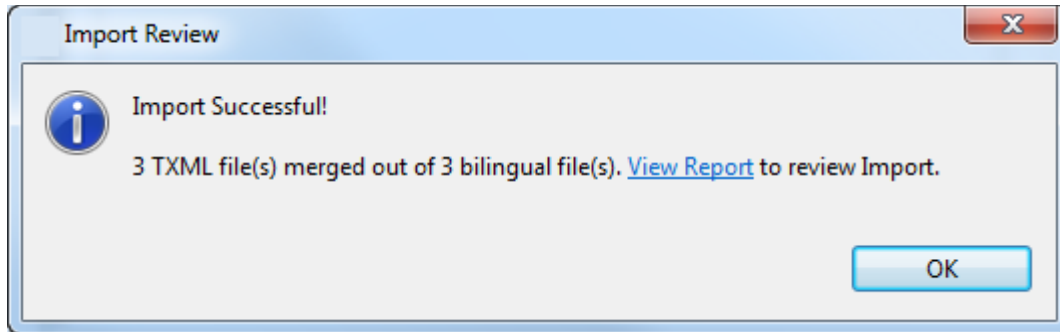 Import Review
Import Successful!
3 TXML file(s) merged out of 3 bilingual file(s). View Report to review Import.
OK